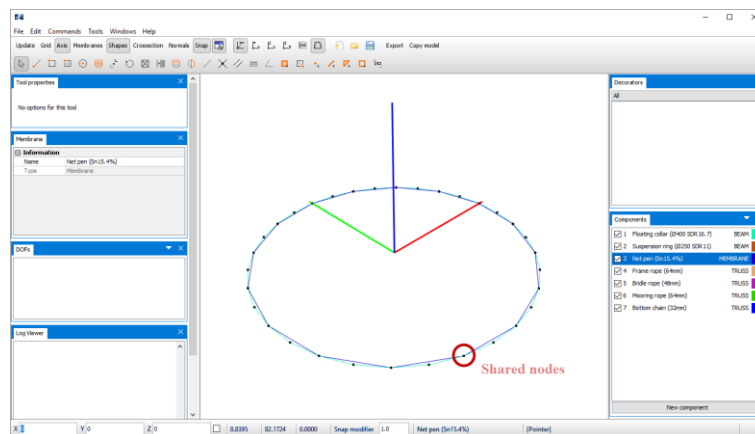 File Edit Commands Tools Windows Help
Update Grid Axis Membranes Shapes Crossection Normals Snap Export Copy model
Tool properties
No options for this tool
Membrane
Information
Name Net pen (Sn15.4%)
Type Membrane
DOFs
Log Viewer
Shared nodes
Decorators
All
Components
1 Floating collar (Ø400 SDR16.7) BEAM
2 Suspension ring (Ø250 SDR11) BEAM
3 Net pen (Sn15.4%) MEMBRANE
4 Frame rope (64mm) TRUSS
5 Bridle rope (48mm) TRUSS
6 Mooring rope (64mm) TRUSS
7 Bottom chain (32mm) TRUSS
New component
X 0 Y 0 Z 0 8.8395 82.1724 0.0000 Snap modifier 1.0 Net pen (Sn15.4%) [Pointer]